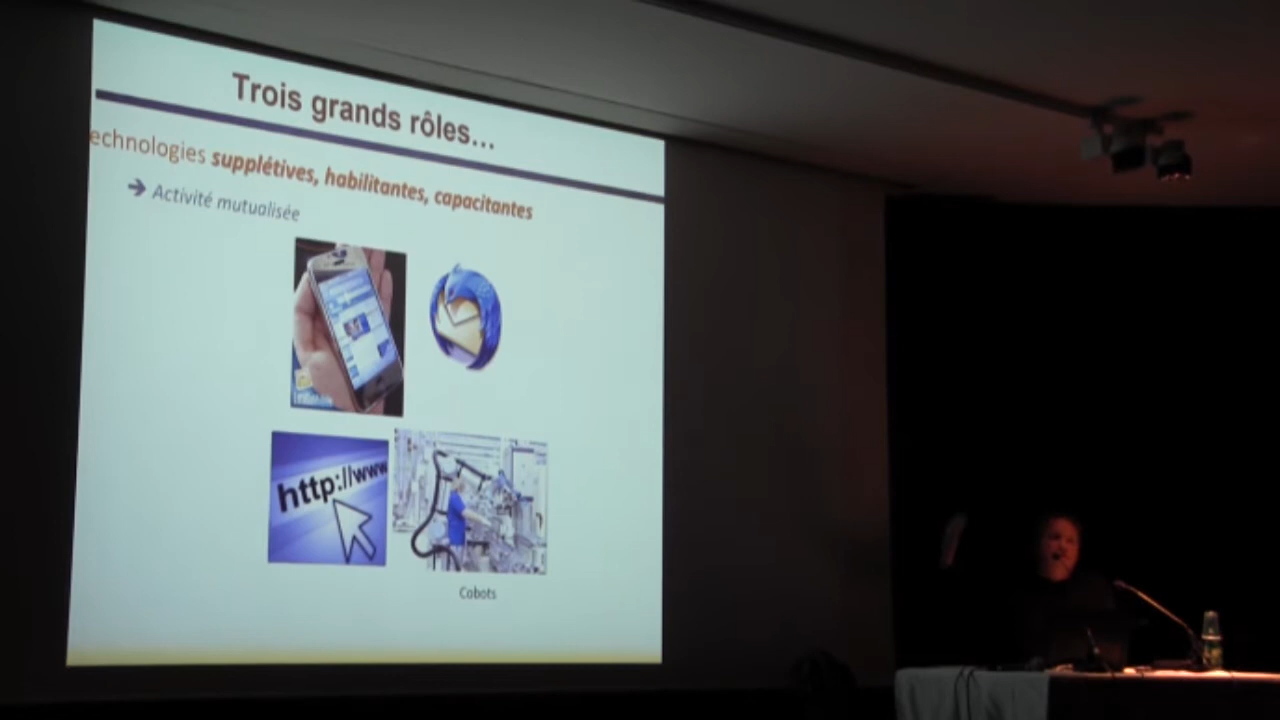 Trois grands rôles...
echnologies supplétives, habilitantes, capacitantes
➔ Activité mutualisée
http://www
Cobots